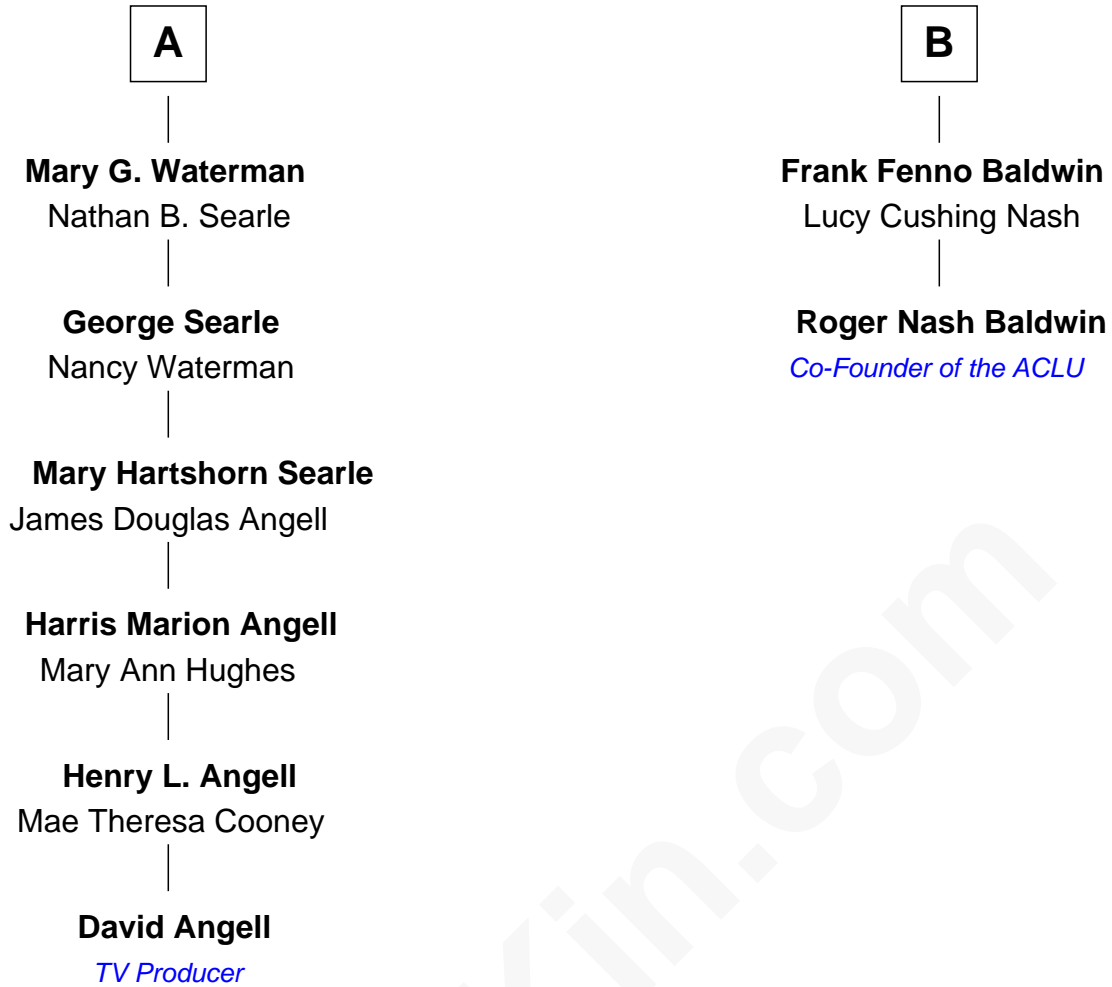 A
Mary G. Waterman
Nathan B. Searle
George Searle
Nancy Waterman
Mary Hartshorn Searle
James Douglas Angell
Harris Marion Angell
Mary Ann Hughes
Henry L. Angell
Mae Theresa Cooney
David Angell
TV Producer
B
Frank Fenno Baldwin
Lucy Cushing Nash
Roger Nash Baldwin
Co-Founder of the ACLU
Kin.com